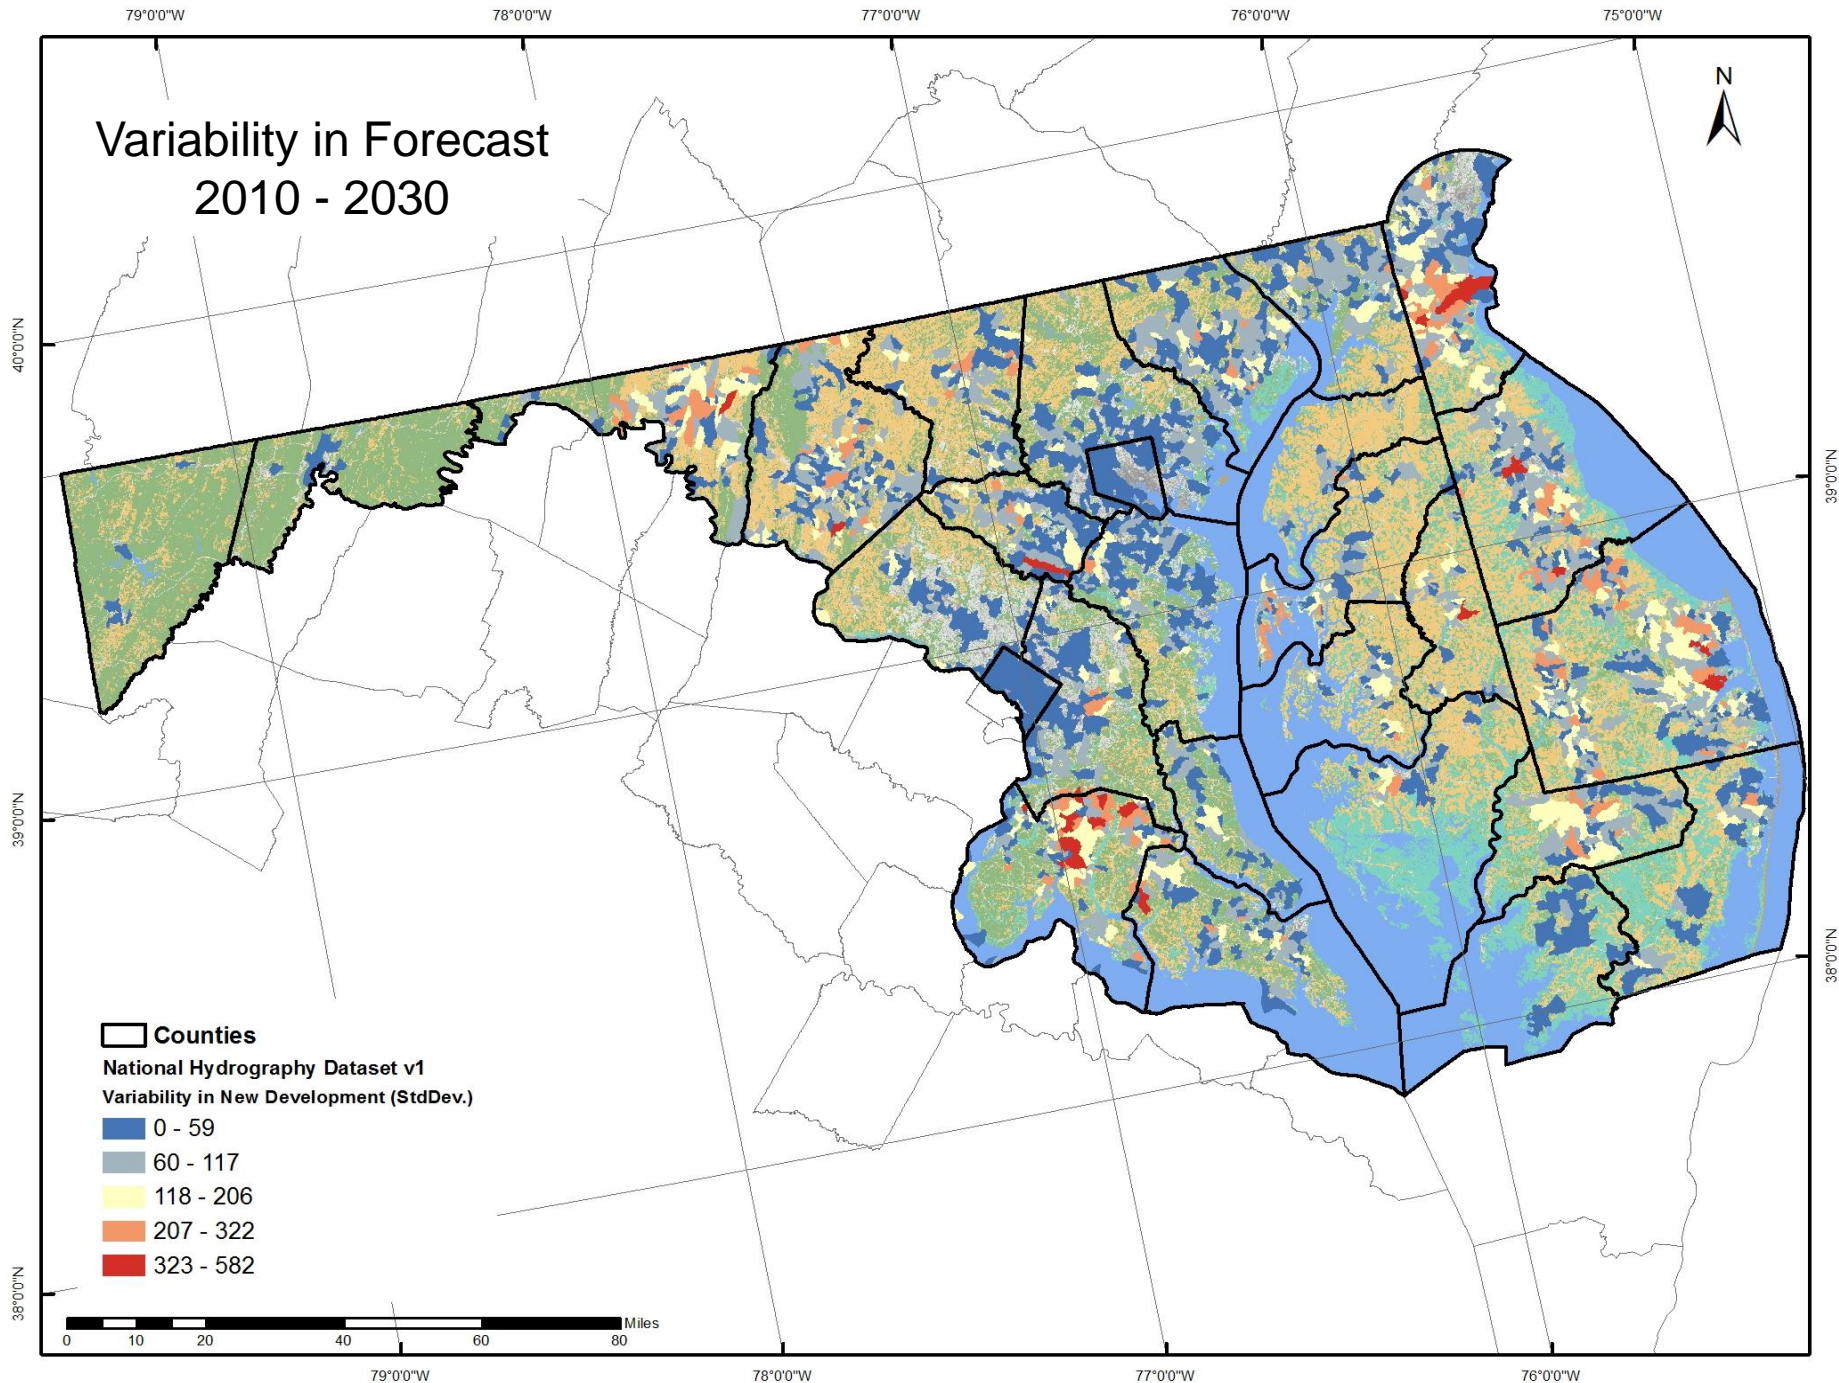 79°0'0"W 78°0'0"W 77°0'0"W 76°0'0"W 75°0'0"W
N
Variability in Forecast
2010 - 2030
40°0'0"N
39°0'0"N
39°0'0"N
38°0'0"N
38°0'0"N
Counties
National Hydrography Dataset v1
Variability in New Development (StdDev.)
0 - 59
60 - 117
118 - 206
207 - 322
323 - 582
Miles
0 10 20 40 60 80
79°0'0"W 78°0'0"W 77°0'0"W 76°0'0"W